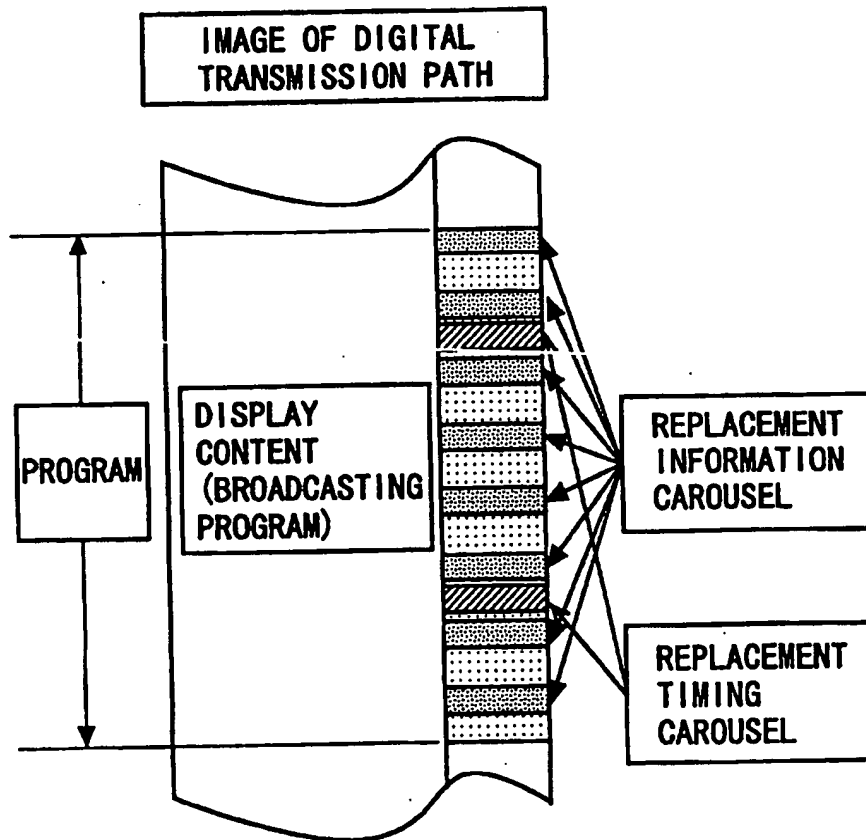 IMAGE OF DIGITAL
TRANSMISSION PATH
PROGRAM
DISPLAY
CONTENT
(BROADCASTING
PROGRAM)
REPLACEMENT
INFORMATION
CAROUSEL
REPLACEMENT
TIMING
CAROUSEL